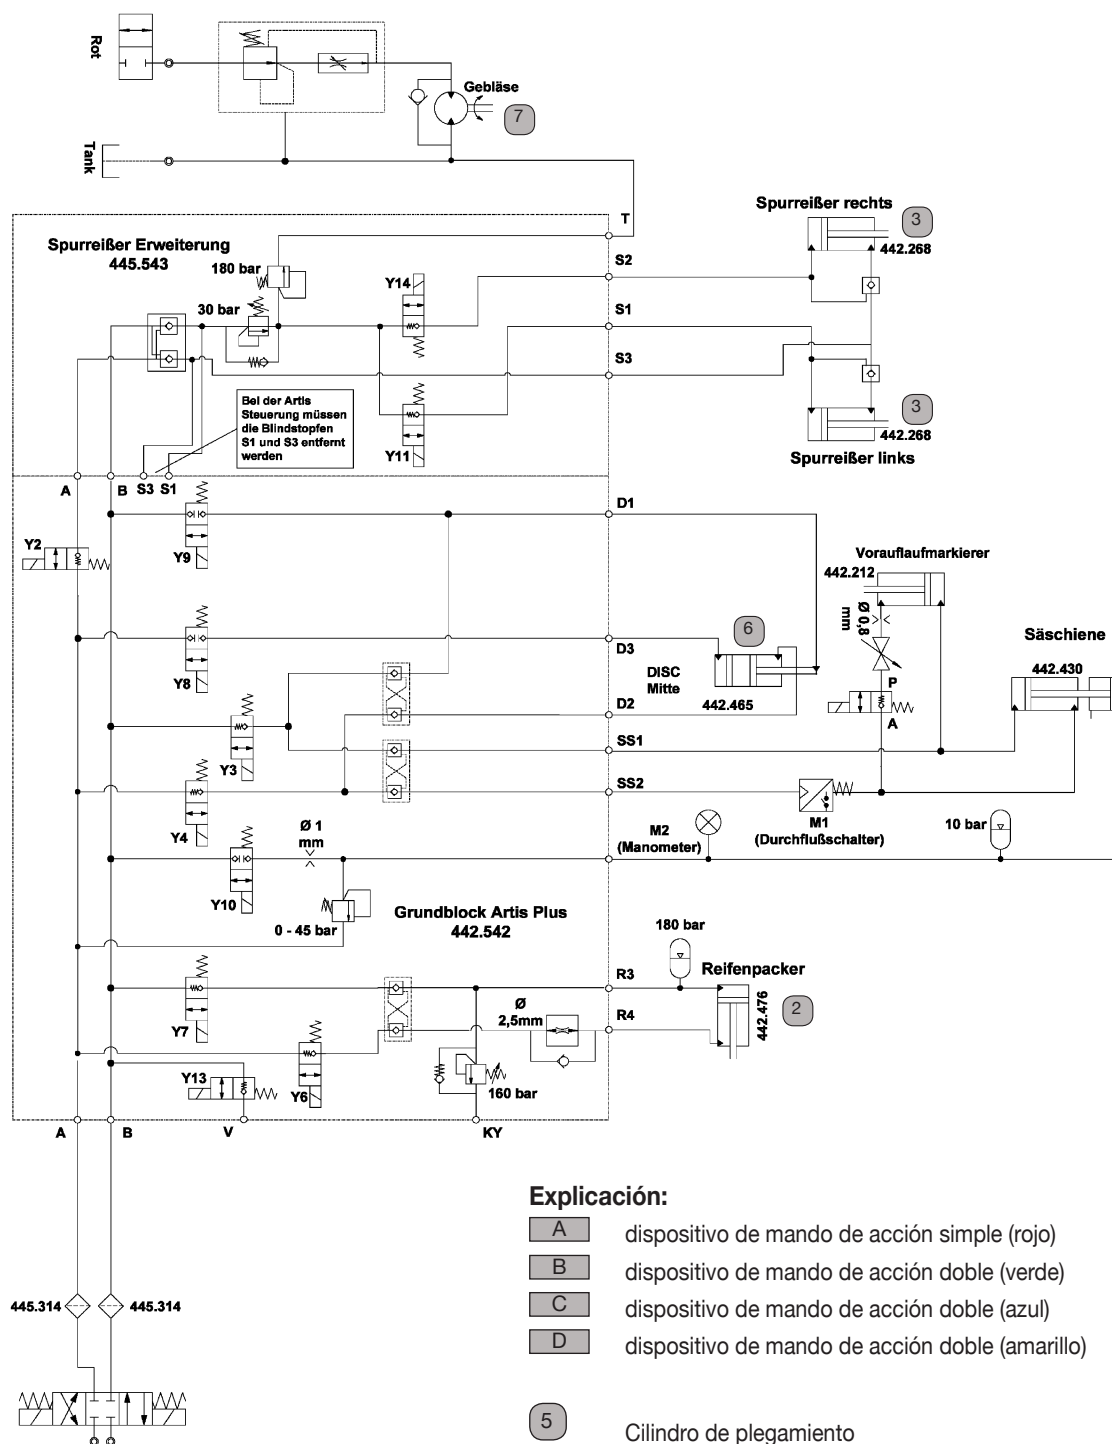 Rot
Gebläse
7
Tank
T
Spurreißer rechts
3
442.268
Spurreißer Erweiterung
445.543
180 bar
S2
Y14
30 bar
S1
S3
Bei der Artis
Steuerung müssen
die Blindstopfen
S1 und S3 entfernt
werden
Y11
3
442.268
Spurreißer links
A
B
S3
S1
D1
Y2
Y9
Vorauflaufmarkierer
442.212
Ø 0,8
mm
6
Säschiene
442.430
D3
Y8
DISC
Mitte
442.465
P
A
D2
SS1
Y3
SS2
Y4
Ø 1
mm
M2
(Manometer)
M1
(Durchflußschalter)
10 bar
Y10
0 - 45 bar
Grundblock Artis Plus
442.542
180 bar
Reifenpacker
R3
442.476
2
Ø
2,5mm
R4
Y7
Y13
Y6
160 bar
A
B
V
KY
Explicación:
A dispositivo de mando de acción simple (rojo)
B dispositivo de mando de acción doble (verde)
C dispositivo de mando de acción doble (azul)
D dispositivo de mando de acción doble (amarillo)
445.314
445.314
5 Cilindro de plegamiento